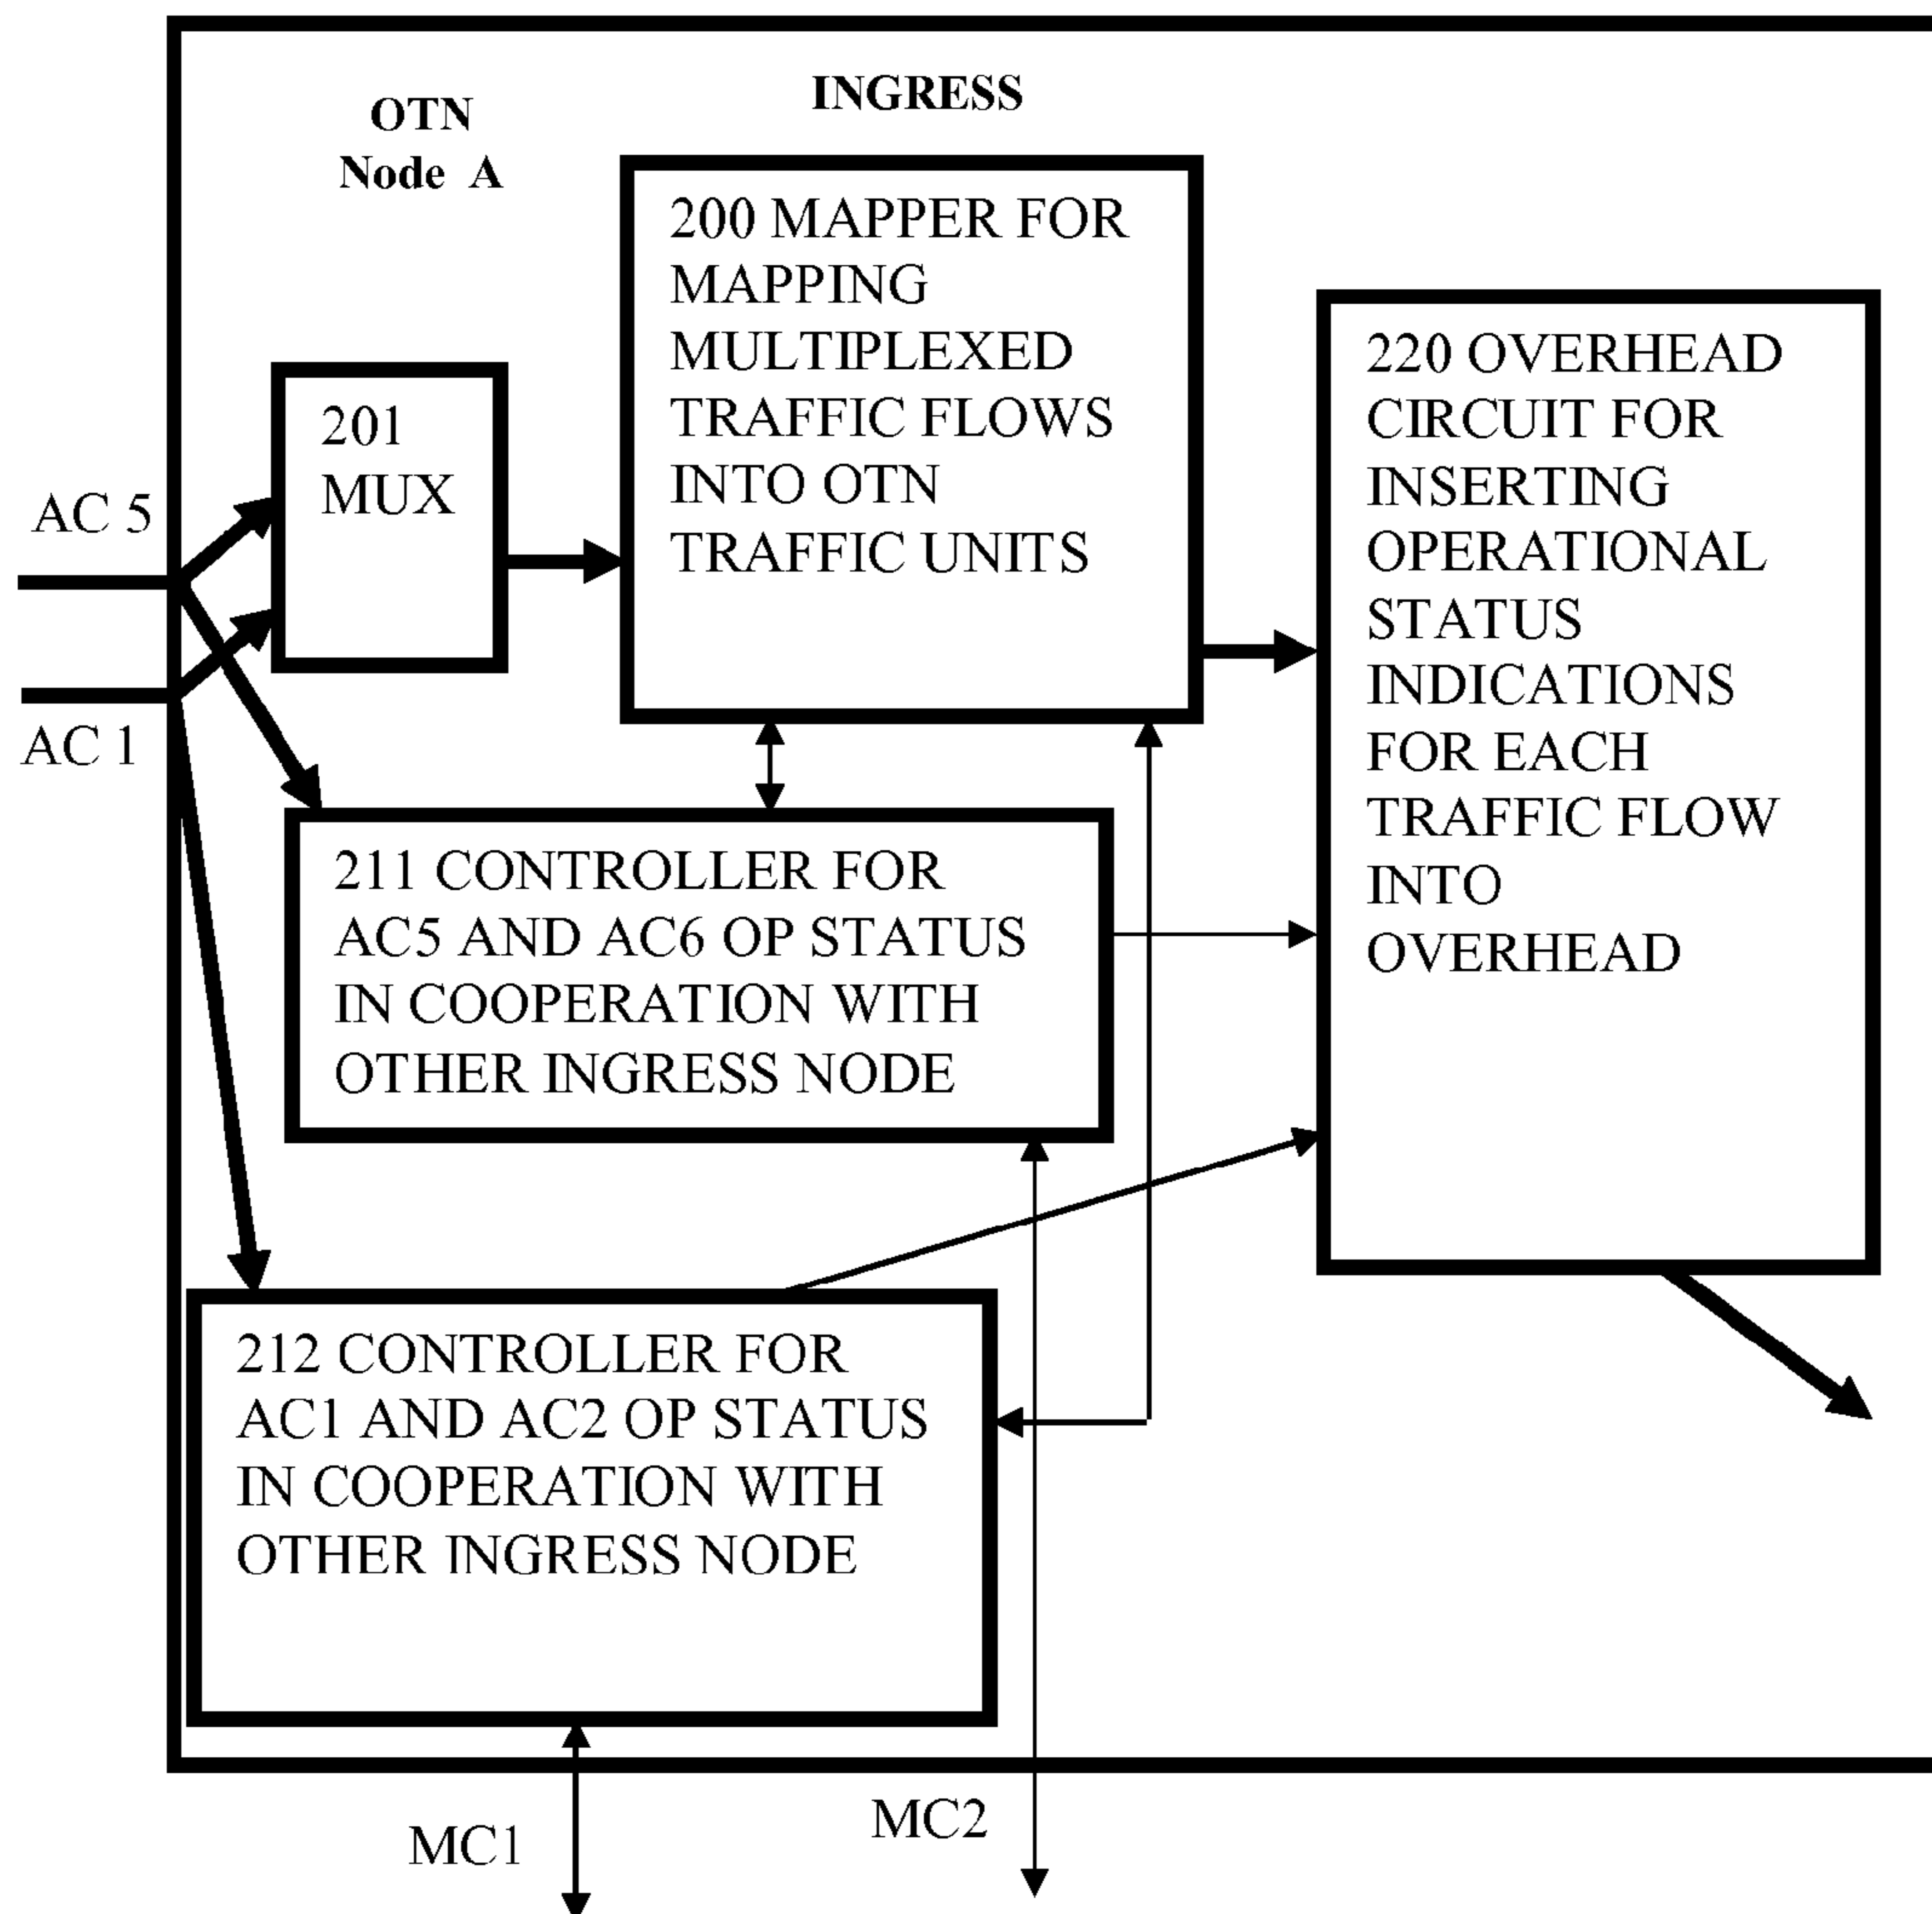 INGRESS
OTN
Node A
200 MAPPER FOR
MAPPING
MULTIPLEXED
TRAFFIC FLOWS
INTO OTN
TRAFFIC UNITS
220 OVERHEAD
CIRCUIT FOR
INSERTING
OPERATIONAL
STATUS
INDICATIONS
FOR EACH
TRAFFIC FLOW
INTO
OVERHEAD
201
MUX
AC 5
AC 1
211 CONTROLLER FOR
AC5 AND AC6 OP STATUS
IN COOPERATION WITH
OTHER INGRESS NODE
212 CONTROLLER FOR
AC1 AND AC2 OP STATUS
IN COOPERATION WITH
OTHER INGRESS NODE
MC1
MC2